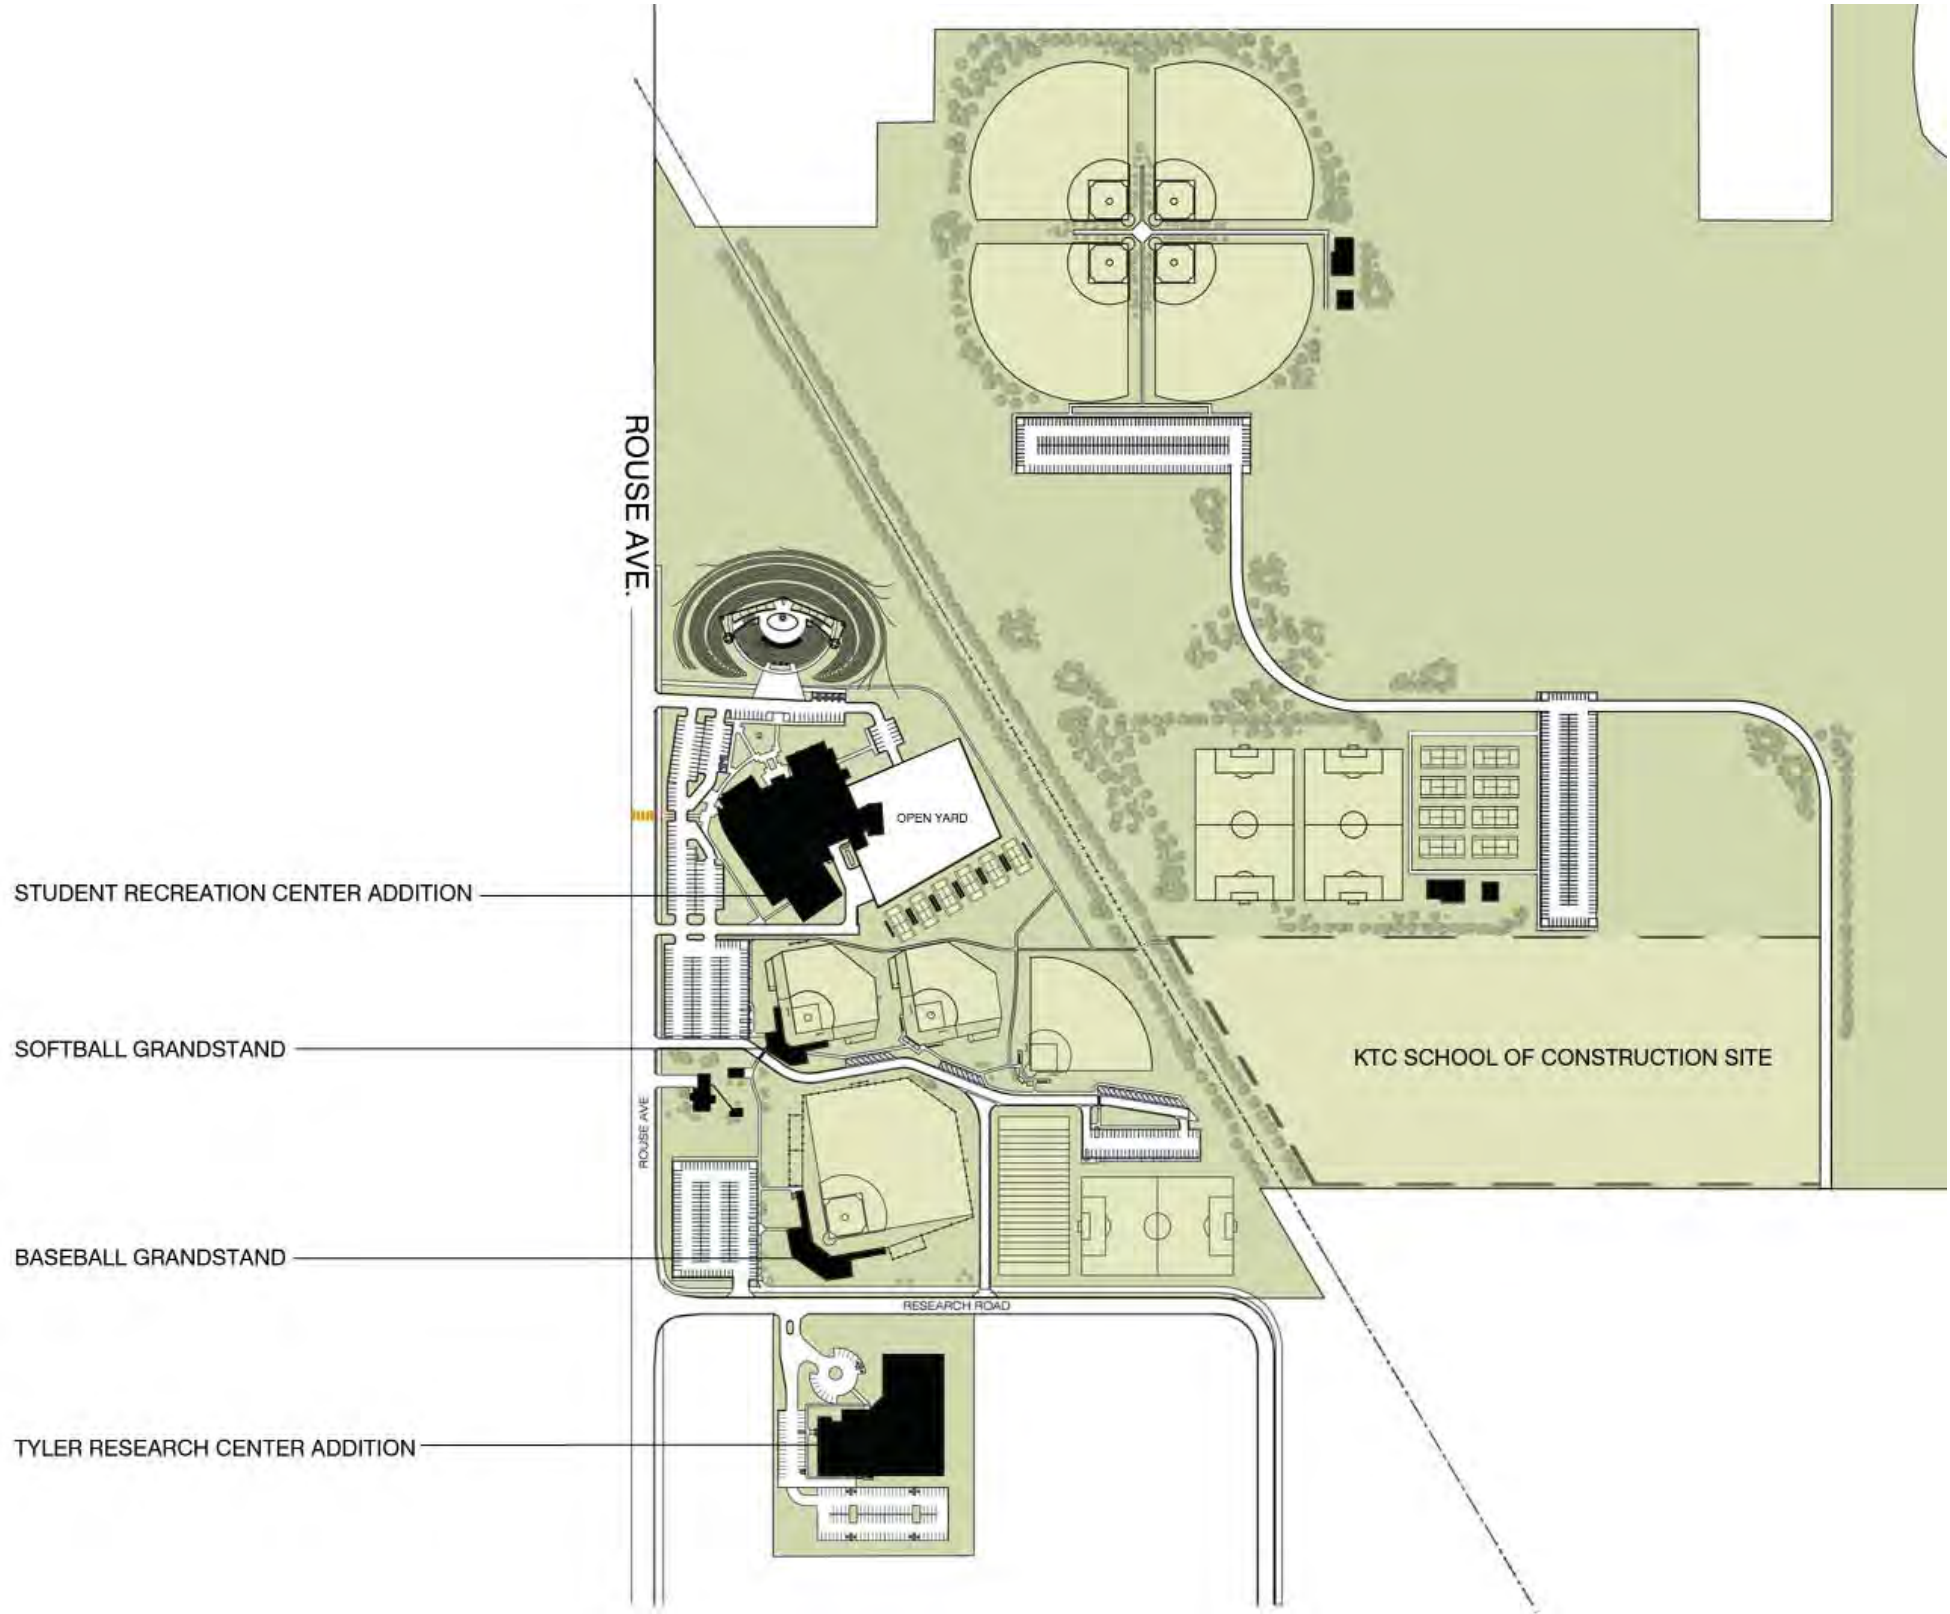 ROUSE AVE.
OPEN YARD
STUDENT RECREATION CENTER ADDITION
SOFTBALL GRANDSTAND
KTC SCHOOL OF CONSTRUCTION SITE
ROUSE AVE
BASEBALL GRANDSTAND
RESEARCH ROAD
TYLER RESEARCH CENTER ADDITION